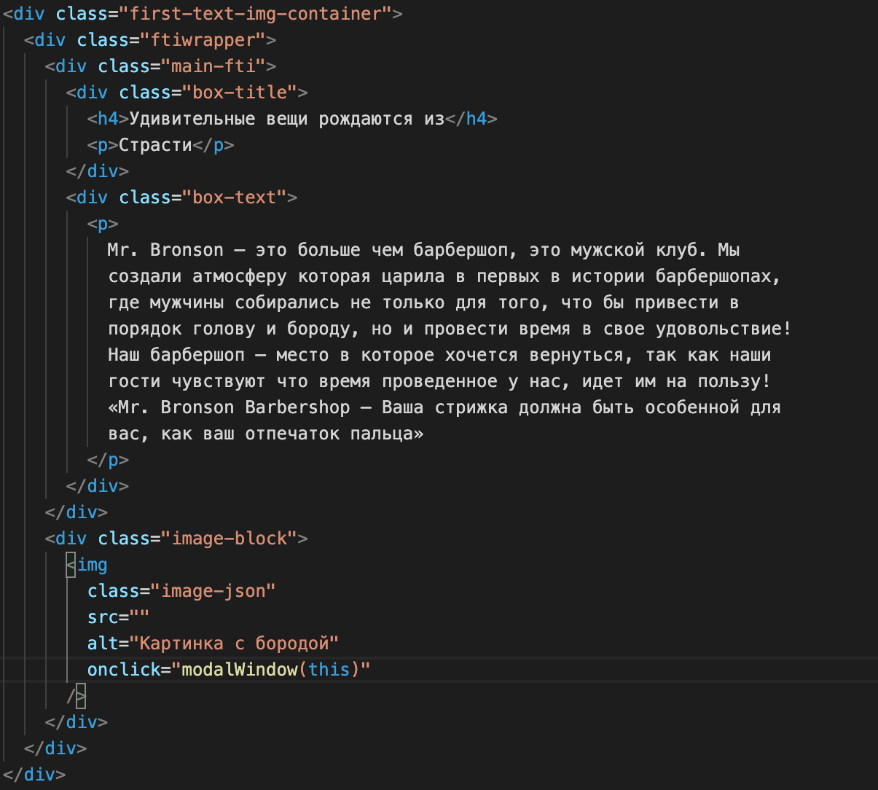 <div class="first-text-img-container">
<div class="ftiwrapper">
<div class="main-fti">
<div class="box-title">
<h4>Удивительные вещи рождаются из</h4>
<p>Страсти</p>
</div>
<div class="box-text">
<p>
Mr. Bronson – это больше чем барбершоп, это мужской клуб. Мы
создали атмосферу которая царила в первых в истории барбершопах,
где мужчины собирались не только для того, что бы привести в
порядок голову и бороду, но и провести время в свое удовольствие!
Наш барбершоп – место в которое хочется вернуться, так как наши
гости чувствуют что время проведенное у нас, идет им на пользу!
«Mr. Bronson Barbershop – Ваша стрижка должна быть особенной для
вас, как ваш отпечаток пальца»
</p>
</div>
</div>
<div class="image-block">
<img
class="image-json"
src=""
alt="Картинка с бородой"
onclick="modalWindow(this)"
/>
</div>
</div>
</div>